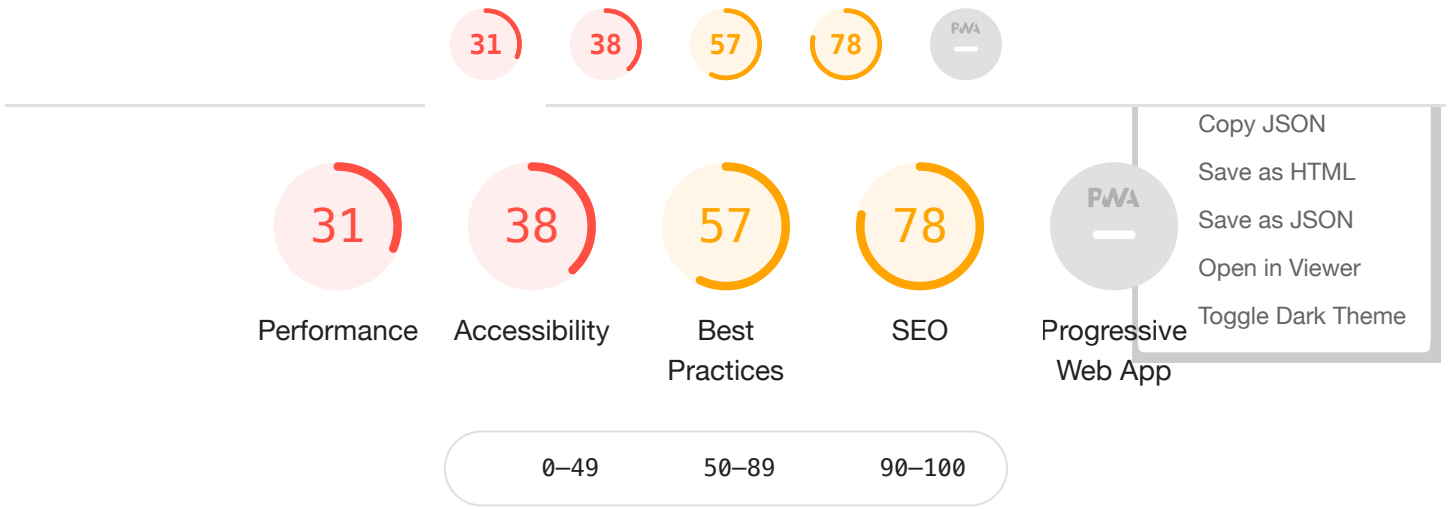 31 38 57 78 PWA
Copy JSON
Save as HTML
Save as JSON
Open in Viewer
Toggle Dark Theme
31 38 57 78 PWA
Performance Accessibility Best Practices SEO Progressive Web App
0–49 50–89 90–100